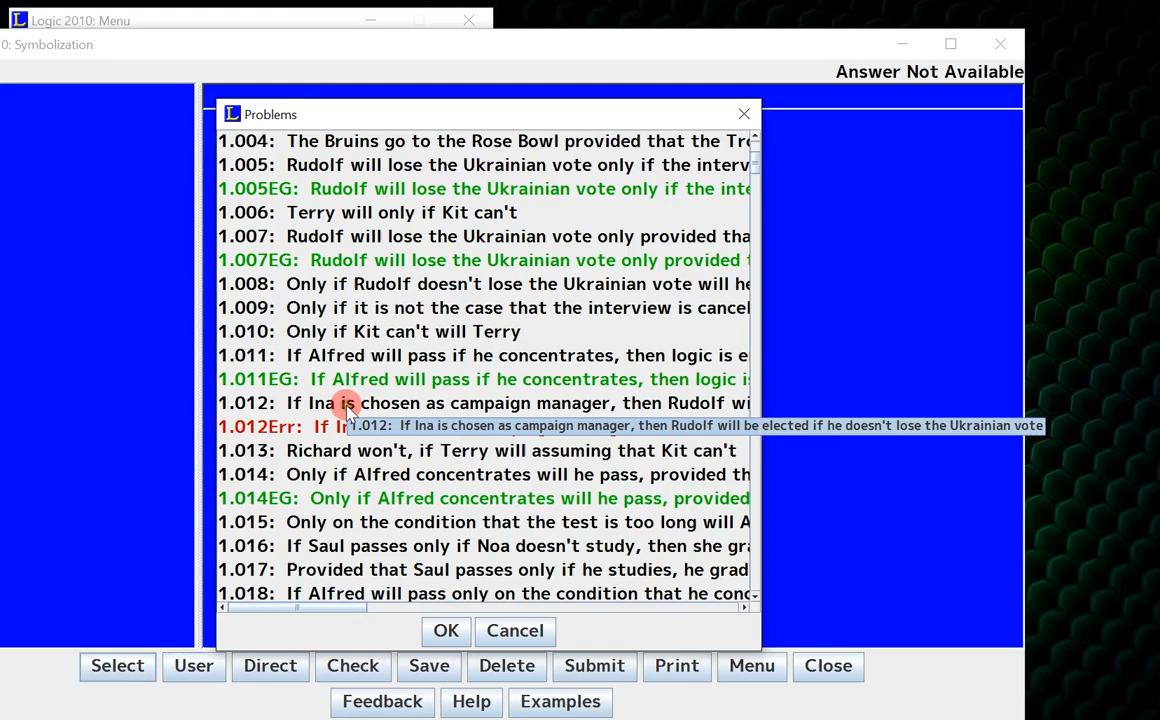 Logic 2010: Menu
0: Symbolization
Answer Not Available
Problems
1.004: The Bruins go to the Rose Bowl provided that the Tro
1.005: Rudolf will lose the Ukrainian vote only if the interv
1.005EG: Rudolf will lose the Ukrainian vote only if the inte
1.006: Terry will only if Kit can't
1.007: Rudolf will lose the Ukrainian vote only provided tha
1.007EG: Rudolf will lose the Ukrainian vote only provided t
1.008: Only if Rudolf doesn't lose the Ukrainian vote will he
1.009: Only if it is not the case that the interview is cancel
1.010: Only if Kit can't will Terry
1.011: If Alfred will pass if he concentrates, then logic is e
1.011EG: If Alfred will pass if he concentrates, then logic is
1.012: If Ina is chosen as campaign manager, then Rudolf wi
1.012Err: If I
1.012: If Ina is chosen as campaign manager, then Rudolf will be elected if he doesn't lose the Ukrainian vote
1.013: Richard won't, if Terry will assuming that Kit can't
1.014: Only if Alfred concentrates will he pass, provided th
1.014EG: Only if Alfred concentrates will he pass, provided
1.015: Only on the condition that the test is too long will A
1.016: If Saul passes only if Noa doesn't study, then she gra
1.017: Provided that Saul passes only if he studies, he grad
1.018: If Alfred will pass only on the condition that he conc
OK Cancel
Select User Direct Check Save Delete Submit Print Menu Close
Feedback Help Examples